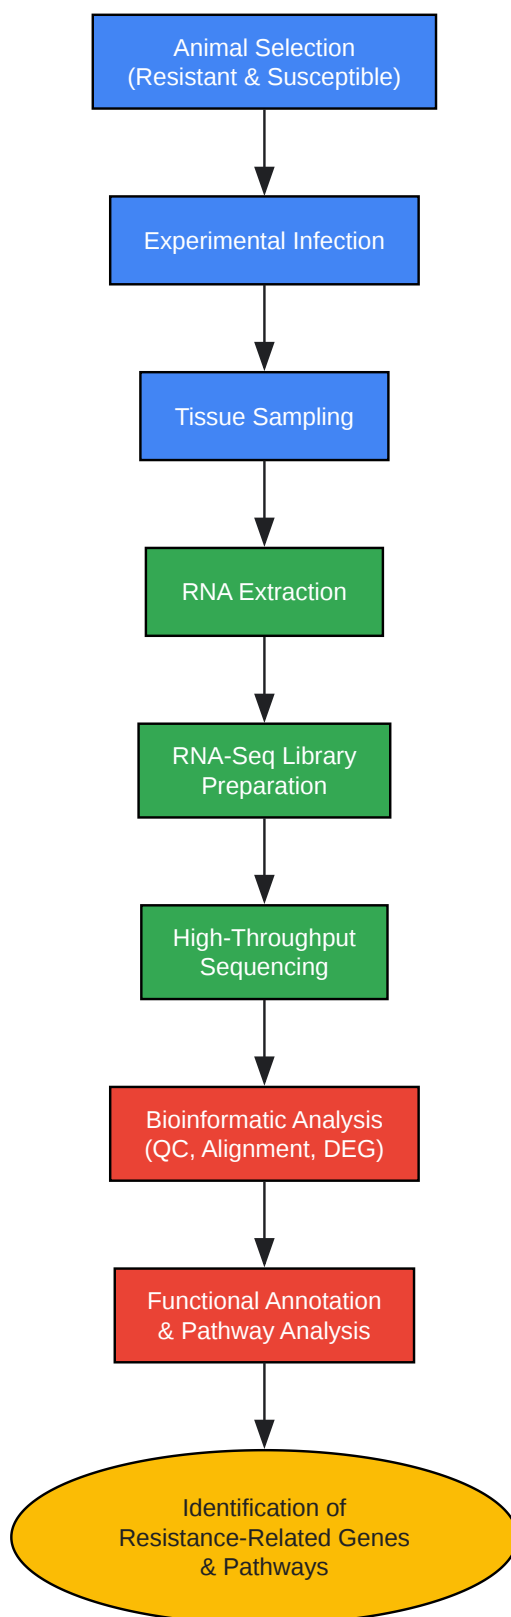 Animal Selection
(Resistant & Susceptible)
Experimental Infection
Tissue Sampling
RNA Extraction
RNA-Seq Library
Preparation
High-Throughput
Sequencing
Bioinformatic Analysis
(QC, Alignment, DEG)
Functional Annotation
& Pathway Analysis
Identification of
Resistance-Related Genes
& Pathways